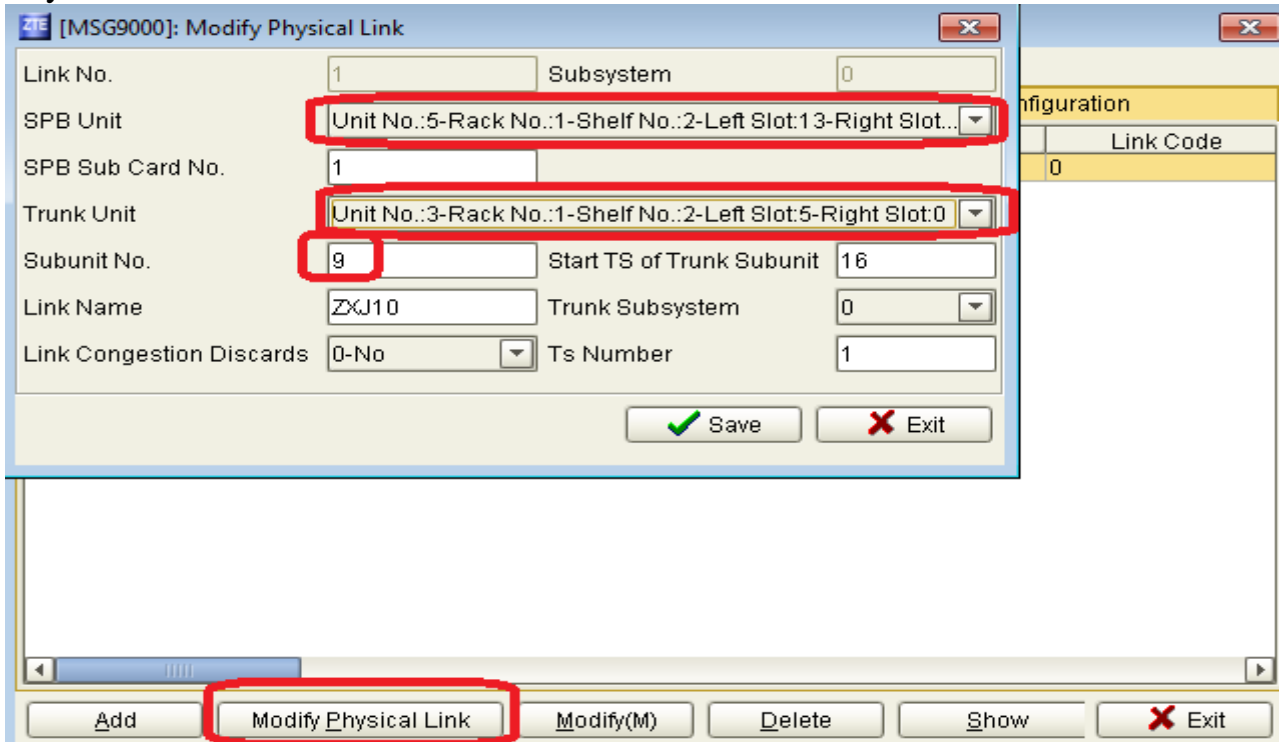 ZTE [MSG9000]: Modify Physical Link
Link No. 1 Subsystem 0
SPB Unit Unit No.:5-Rack No.:1-Shelf No.:2-Left Slot:13-Right Slot...
nfiguration
Link Code
SPB Sub Card No. 1
0
Trunk Unit Unit No.:3-Rack No.:1-Shelf No.:2-Left Slot:5-Right Slot:0
Subunit No. 9 Start TS of Trunk Subunit 16
Link Name ZXJ10 Trunk Subsystem 0
Link Congestion Discards 0-No Ts Number 1
Save Exit
Add Modify Physical Link Modify(M) Delete Show Exit